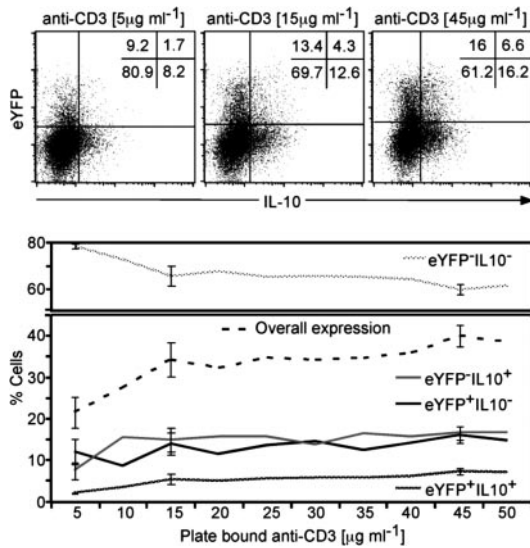 anti-CD3 [5µg ml⁻¹] anti-CD3 [15µg ml⁻¹] anti-CD3 [45µg ml⁻¹]
9.2 1.7 13.4 4.3 16 6.6
80.9 8.2 69.7 12.6 61.2 16.2
eYFP
IL-10
80
eYFP⁻IL10⁻
60
40
Overall expression
30
% Cells
eYFP⁻IL10⁺
20
eYFP⁺IL10⁻
10
eYFP⁺IL10⁺
0
5 10 15 20 25 30 35 40 45 50
Plate bound anti-CD3 [µg ml⁻¹]